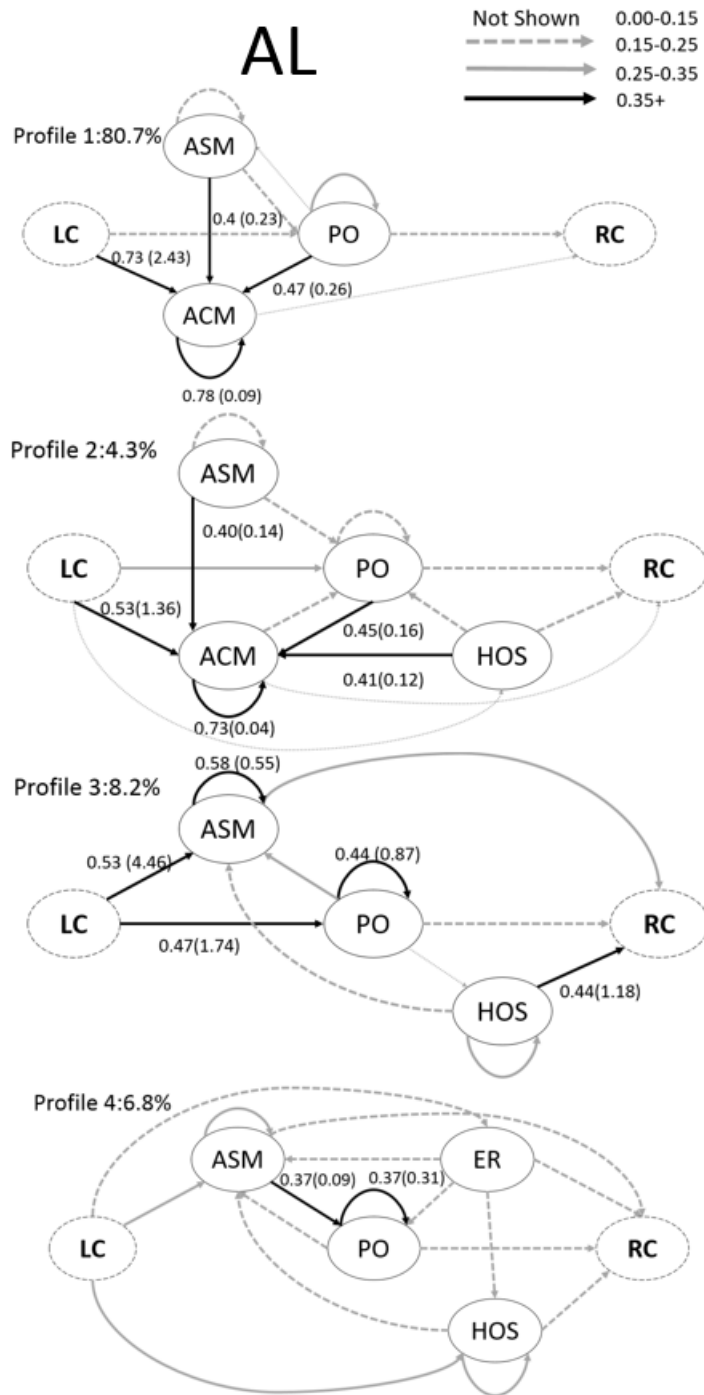 AL
Not Shown 0.00-0.15
0.15-0.25
0.25-0.35
0.35+
Profile 1:80.7%
ASM
LC
0.4 (0.23)
PO
RC
0.73 (2.43)
0.47 (0.26)
ACM
0.78 (0.09)
Profile 2:4.3%
ASM
0.40(0.14)
LC
PO
RC
0.53(1.36)
0.45(0.16)
ACM
HOS
0.41(0.12)
0.73(0.04)
Profile 3:8.2%
0.58 (0.55)
ASM
0.53 (4.46)
0.44 (0.87)
LC
PO
RC
0.47(1.74)
0.44(1.18)
HOS
Profile 4:6.8%
ASM
ER
0.37(0.09)
0.37(0.31)
LC
PO
RC
HOS